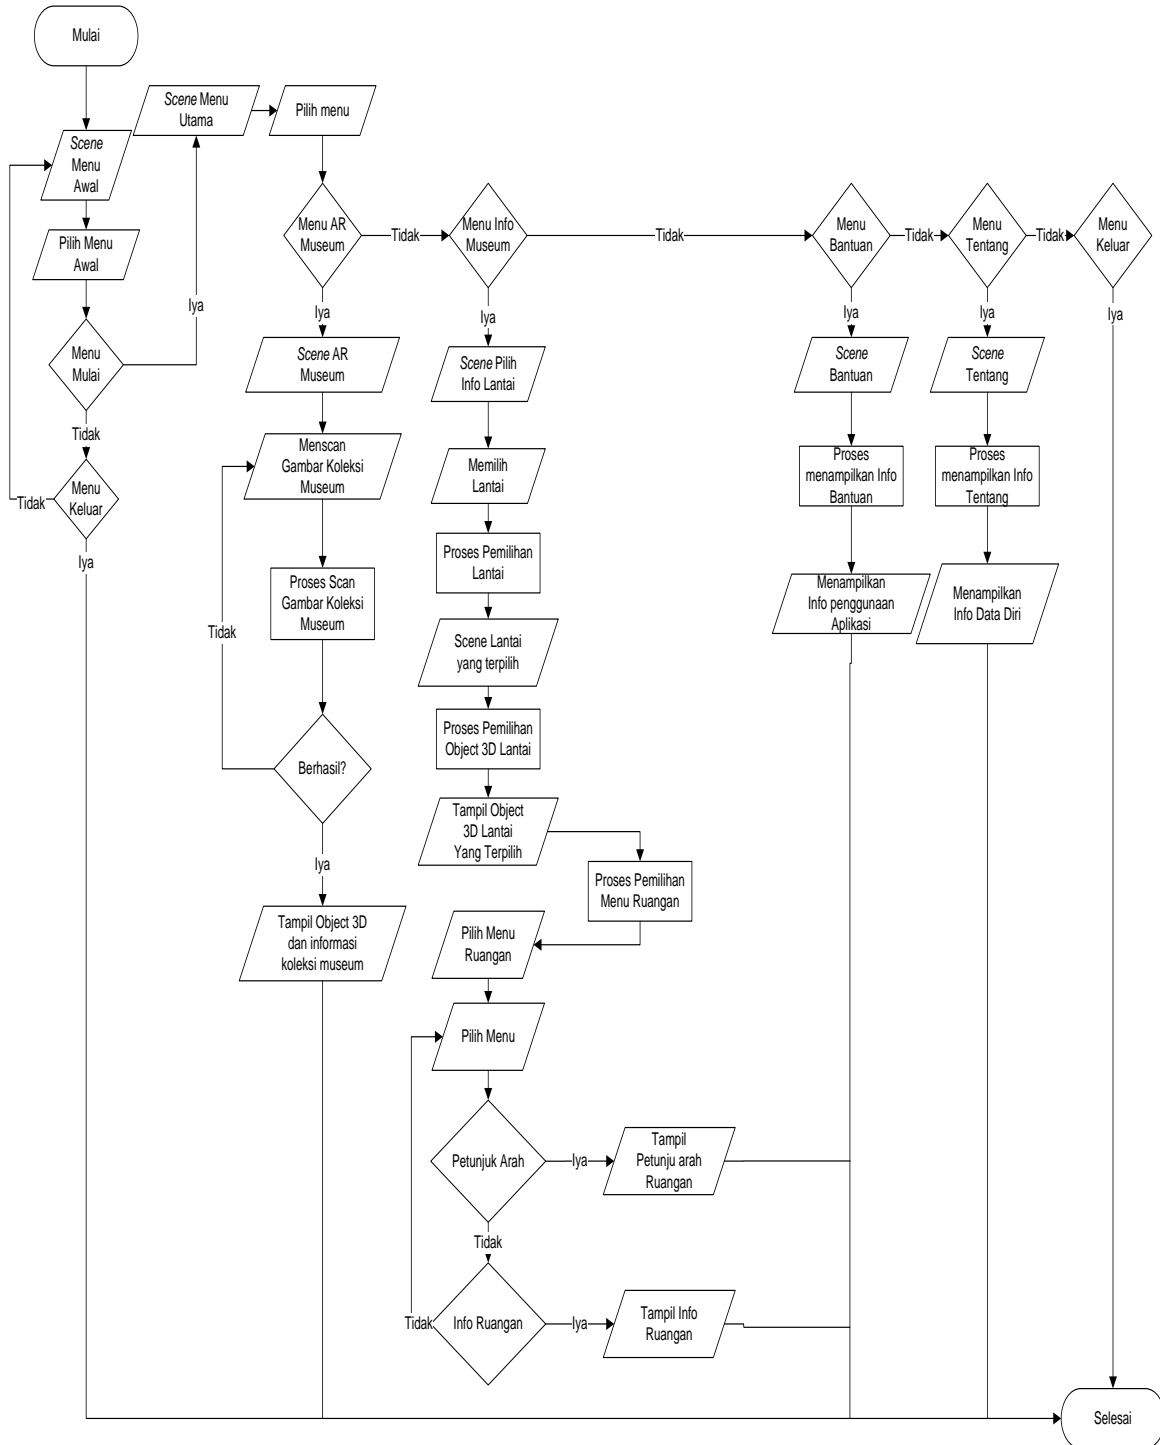 Mulai
Scene
Menu
Awal
Pilih Menu
Awal
Menu
Mulai
Iya
Tidak
Menu
Keluar
Tidak
Iya
Scene Menu
Utama
Pilih menu
Menu AR
Museum
Tidak
Iya
Scene AR
Museum
Menscan
Gambar Koleksi
Museum
Proses Scan
Gambar Koleksi
Museum
Tidak
Berhasil?
Iya
Tampil Object 3D
dan informasi
koleksi museum
Menu Info
Museum
Tidak
Iya
Scene Pilih
Info Lantai
Memilih
Lantai
Proses Pemilihan
Lantai
Scene Lantai
yang terpilih
Proses Pemilihan
Object 3D Lantai
Tampil Object
3D Lantai
Yang Terpilih
Proses Pemilihan
Menu Ruangan
Pilih Menu
Ruangan
Pilih Menu
Petunjuk Arah
Iya
Tampil
Petunju arah
Ruangan
Tidak
Info Ruangan
Tidak
Iya
Tampil Info
Ruangan
Menu
Bantuan
Tidak
Iya
Scene
Bantuan
Proses
menampilkan Info
Bantuan
Menampilkan
Info penggunaan
Aplikasi
Menu
Tentang
Tidak
Iya
Scene
Tentang
Proses
menampilkan Info
Tentang
Menampilkan
Info Data Diri
Menu
Keluar
Iya
Selesai